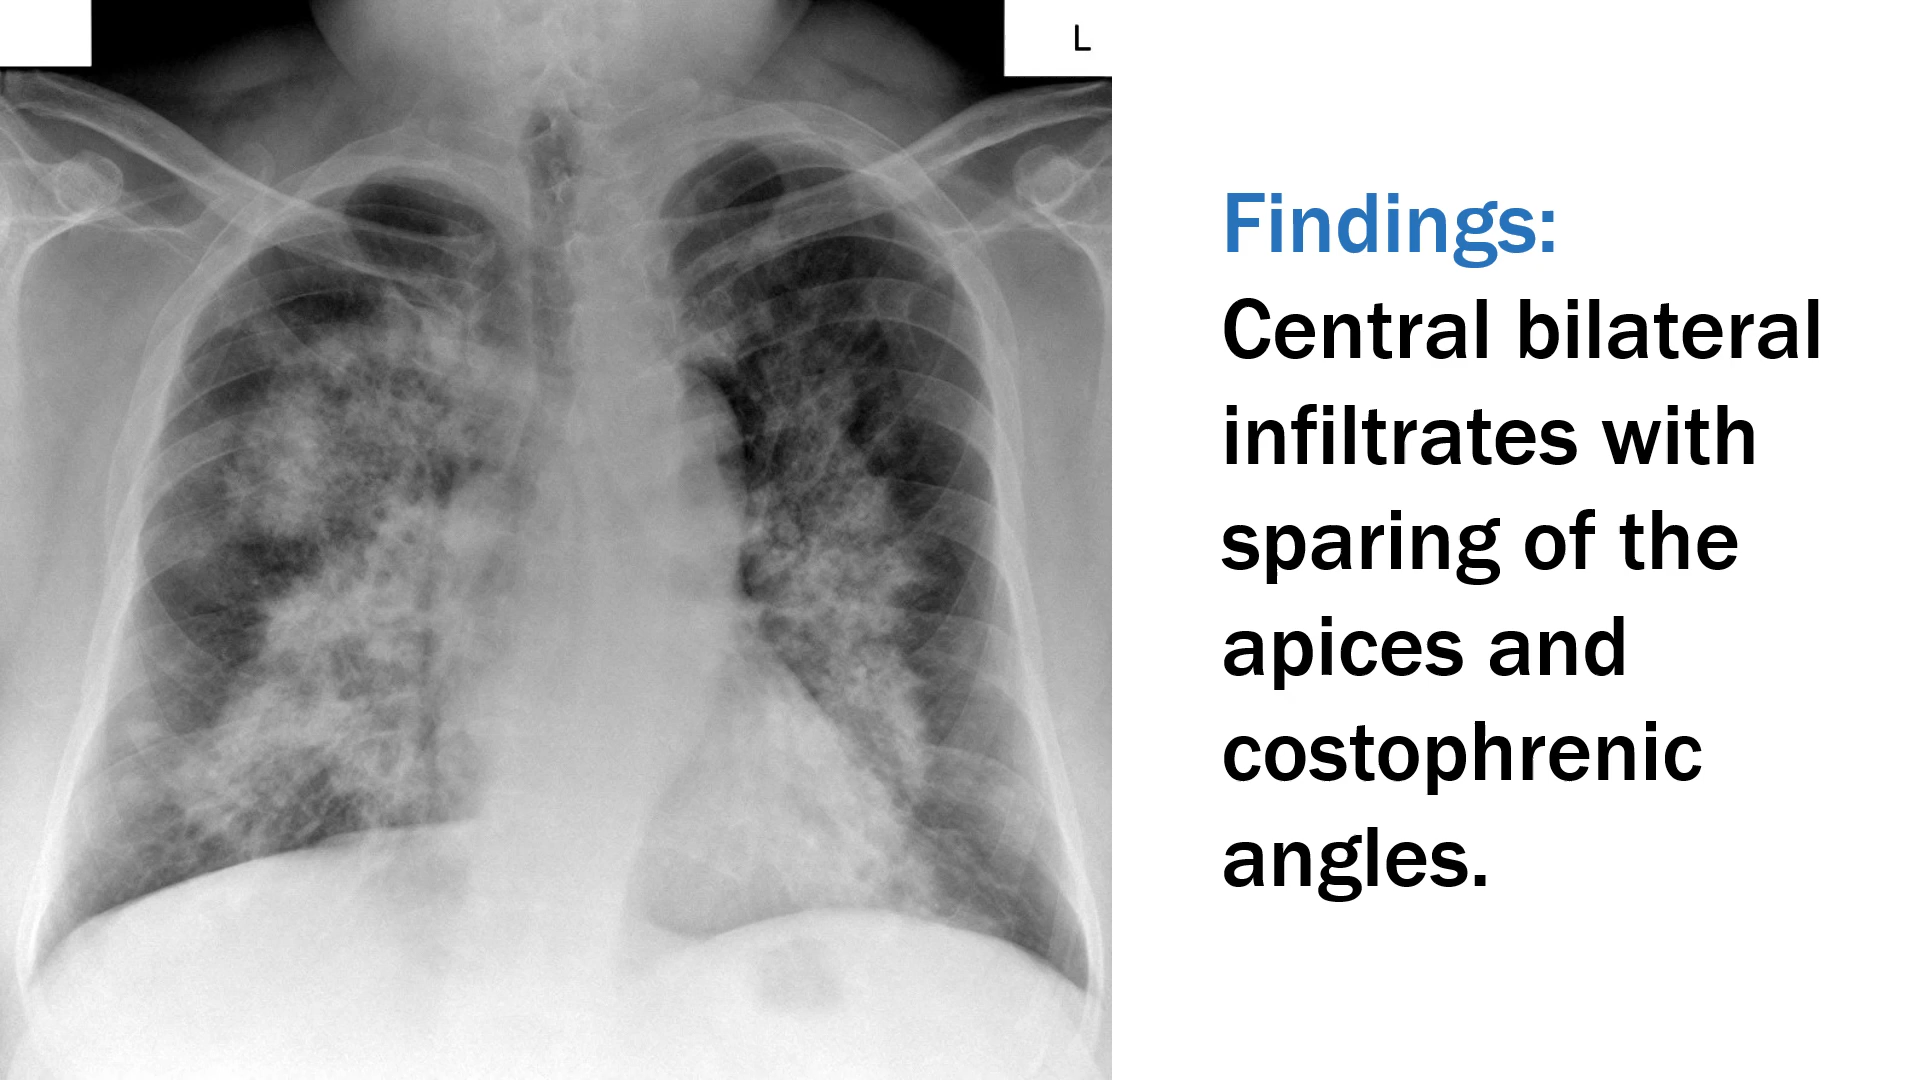 L
Findings:
Central bilateral
infiltrates with
sparing of the
apices and
costophrenic
angles.